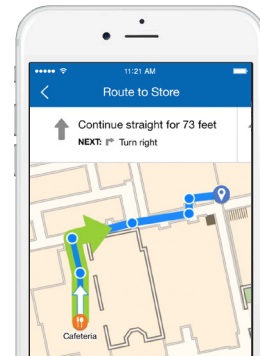 11:21 AM
Route to Store
Continue straight for 73 feet
NEXT: Turn right
Cafeteria